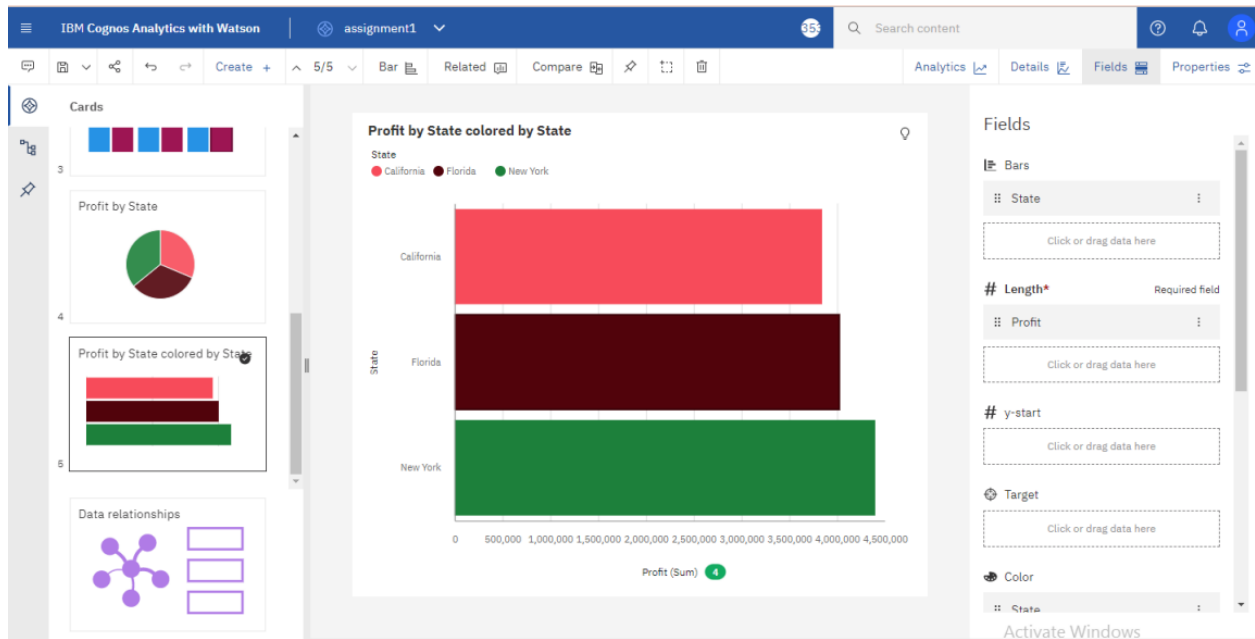 IBM Cognos Analytics with Watson
assignment1
Search content
Create +
5/5
Bar
Related
Compare
Analytics
Details
Fields
Properties
Cards
3
Profit by State
4
Profit by State colored by State
5
Data relationships
Profit by State colored by State
State
California Florida New York
State
California
Florida
New York
0 500,000 1,000,000 1,500,000 2,000,000 2,500,000 3,000,000 3,500,000 4,000,000 4,500,000
Profit (Sum) 4
Fields
Bars
State
Click or drag data here
# Length* Required field
Profit
Click or drag data here
# y-start
Click or drag data here
Target
Click or drag data here
Color
State
Activate Windows